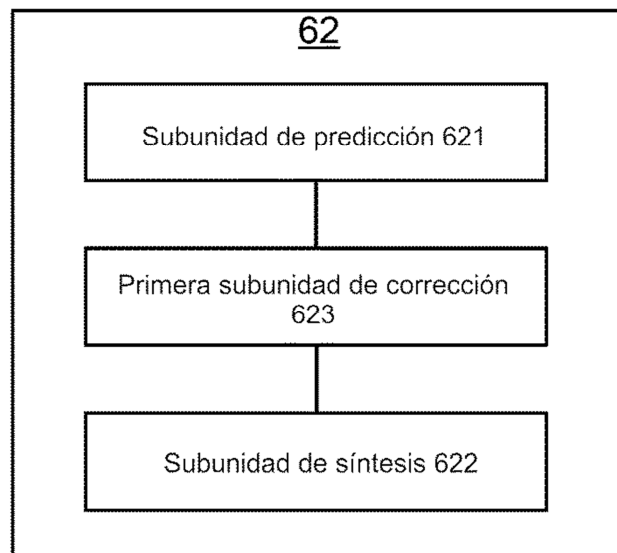 62
Subunidad de predicción 621
Primera subunidad de corrección
623
Subunidad de síntesis 622